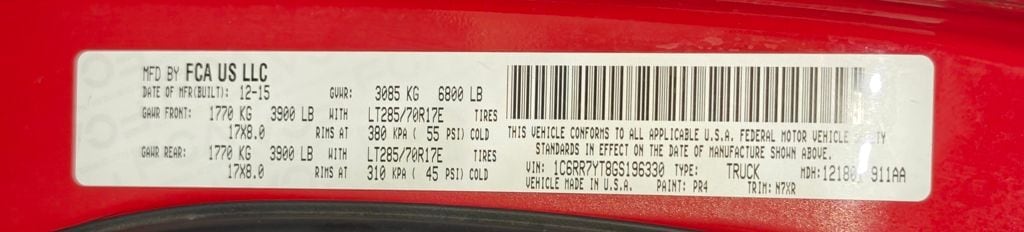 MFD BY FCA US LLC
DATE OF MFR(BUILT): 12-15 GVWR: 3085 KG 6800 LB
GAWR FRONT: 1770 KG 3900 LB WITH LT285/70R17E TIRES
17X8.0 RIMS AT 380 KPA ( 55 PSI) COLD
GAWR REAR: 1770 KG 3900 LB WITH LT285/70R17E TIRES
17X8.0 RIMS AT 310 KPA ( 45 PSI) COLD
THIS VEHICLE CONFORMS TO ALL APPLICABLE U.S.A. FEDERAL MOTOR VEHICLE SAFETY
STANDARDS IN EFFECT ON THE DATE OF MANUFACTURE SHOWN ABOVE.
VIN: 1C6RR7YT8GS196330 TYPE: TRUCK MDH: 911AA
VEHICLE MADE IN U.S.A. PAINT: PR4 TRIM: N7XR